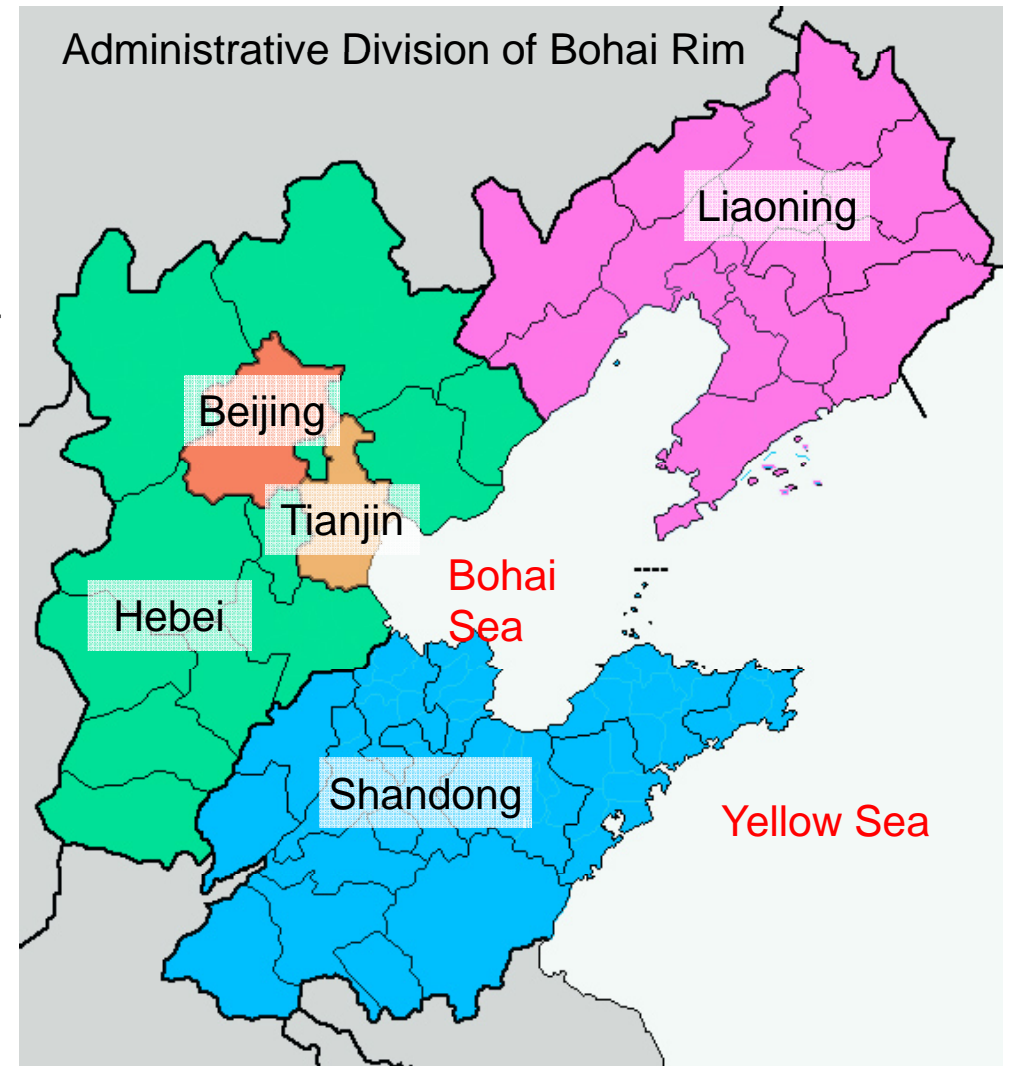 Administrative Division of Bohai Rim
Liaoning
Beijing
Tianjin
Bohai
Sea
Hebei
Shandong
Yellow Sea